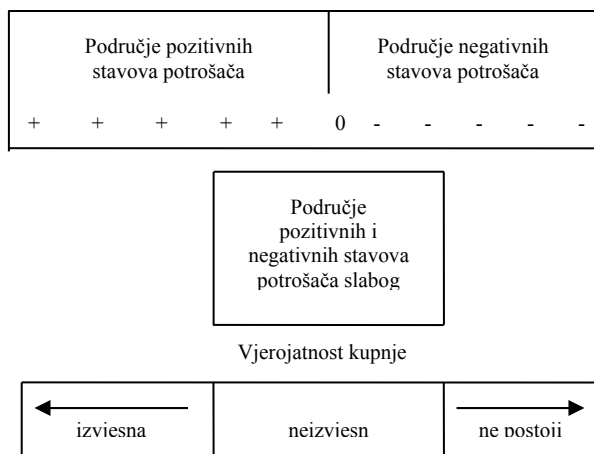 Područje pozitivnih
stavova potrošača
Područje negativnih
stavova potrošača
+ + + + + 0 - - - - -
Područje
pozitivnih i
negativnih stavova
potrošača slabog
Vjerojatnost kupnje
izvjesna
neizvjesn
ne postoji